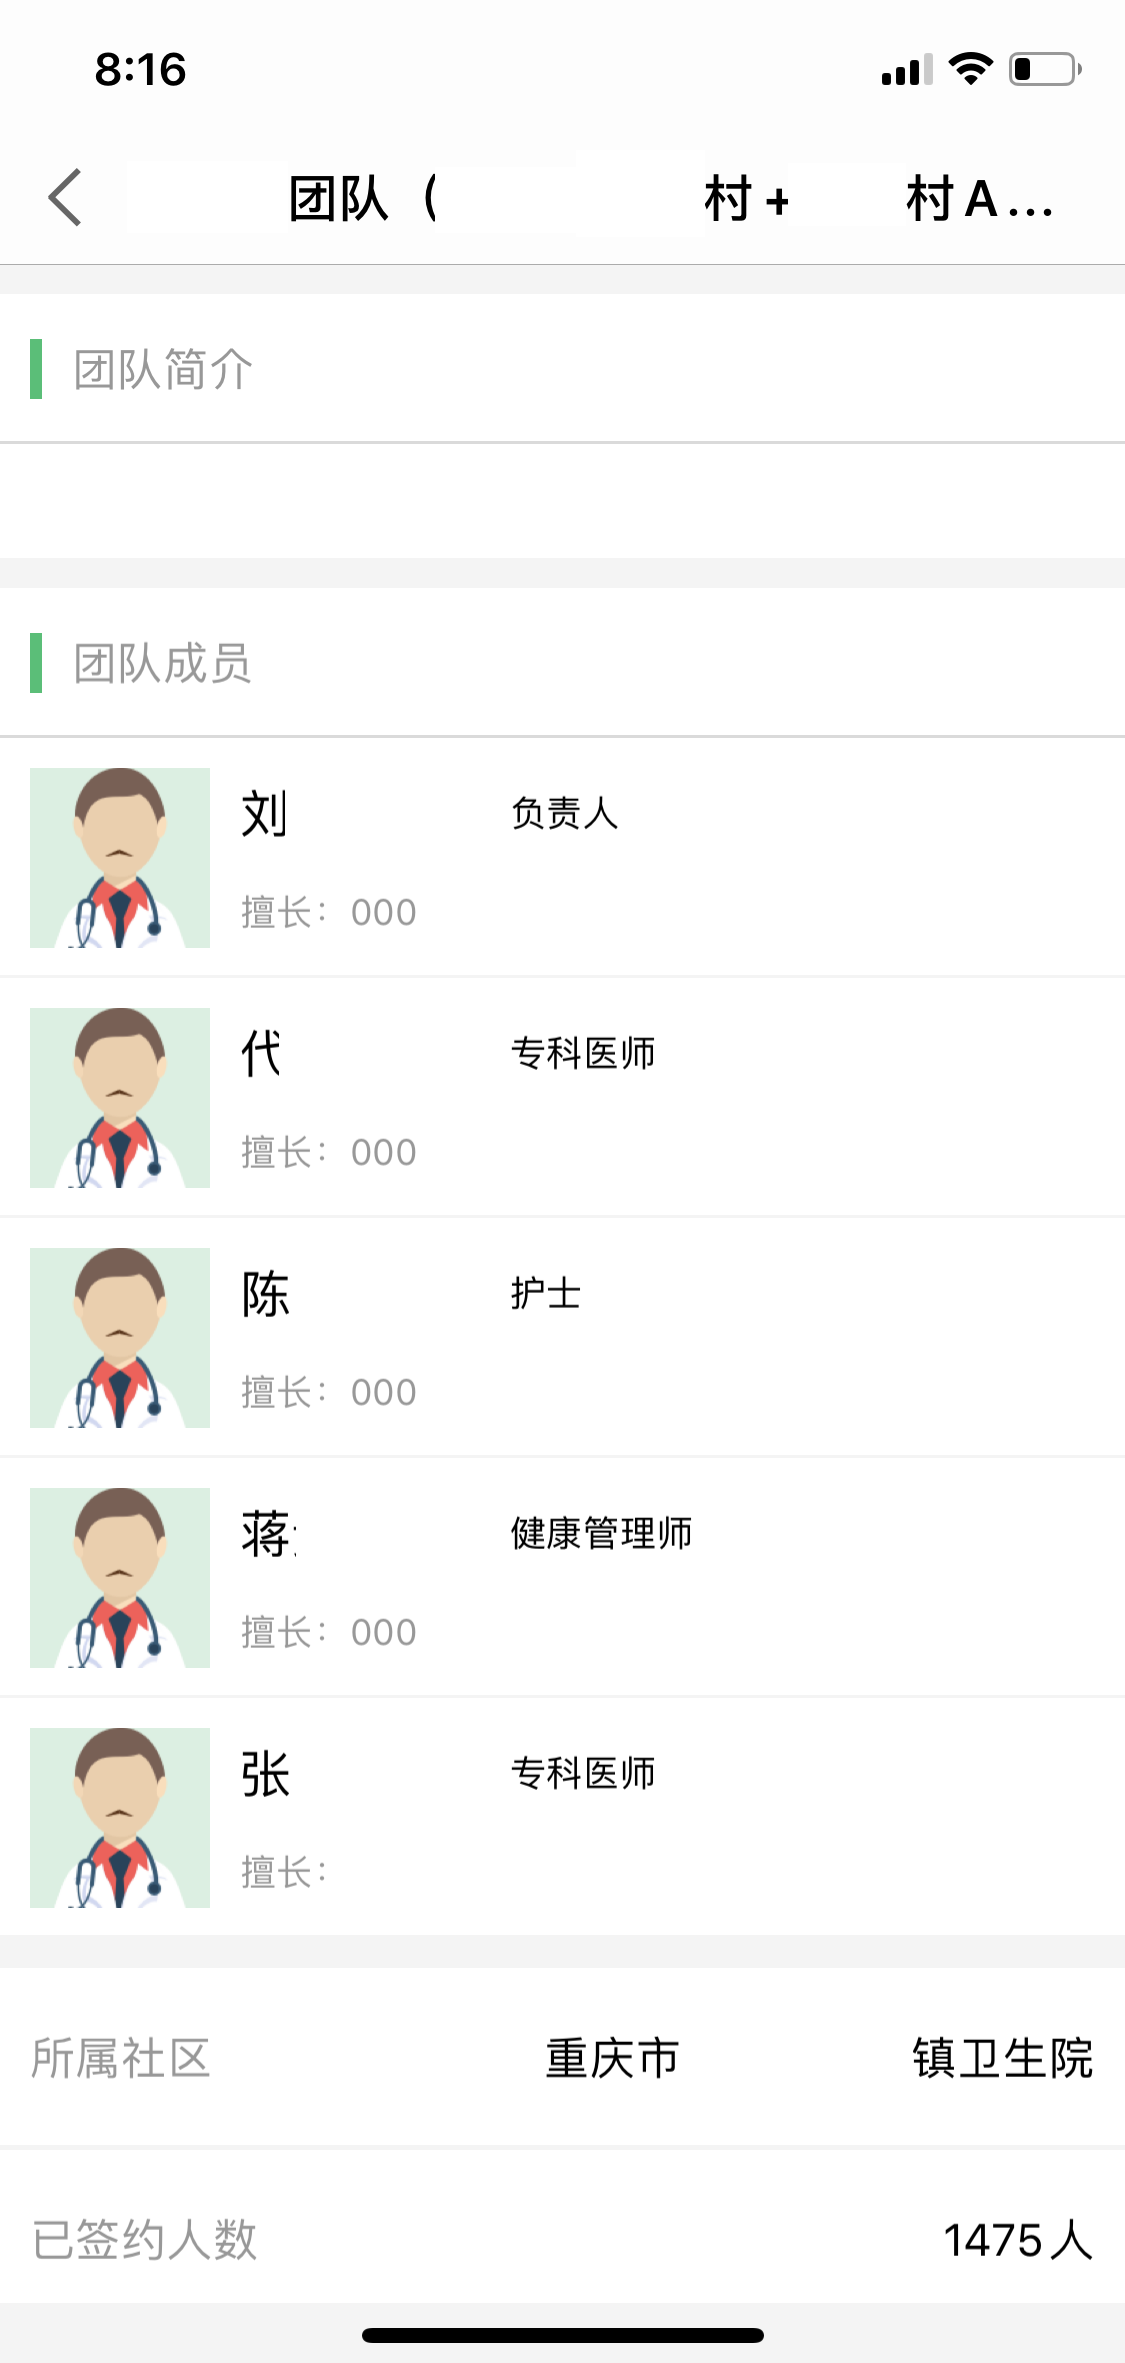 8:16
团队（ 村+ 村A...
团队简介
团队成员
刘 负责人
擅长：000
代 专科医师
擅长：000
陈 护士
擅长：000
蒋 健康管理师
擅长：000
张 专科医师
擅长：
所属社区 重庆市 镇卫生院
已签约人数 1475人